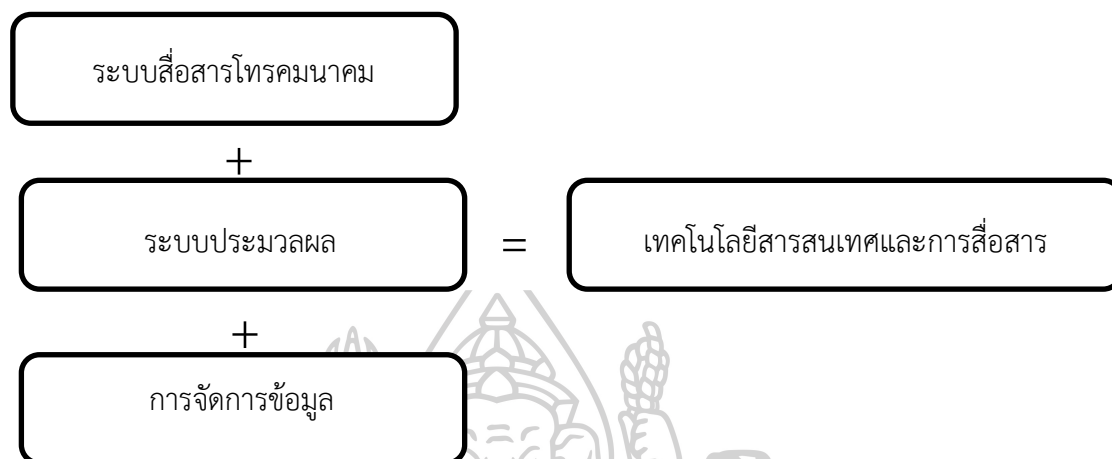 ระบบสื่อสารโทรคมนาคม
+
ระบบประมวลผล = เทคโนโลยีสารสนเทศและการสื่อสาร
+
การจัดการข้อมูล